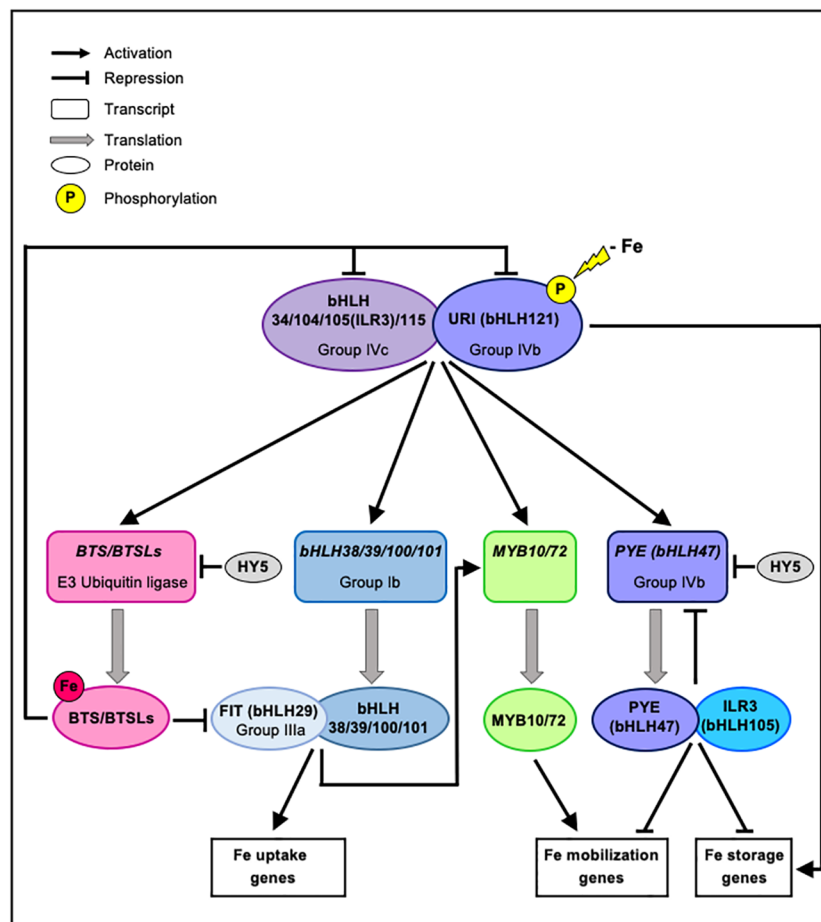 Activation
Repression
Transcript
Translation
Protein
P
Phosphorylation
- Fe
P
bHLH
34/104/105(ILR3)/115
Group IVc
URI (bHLH121)
Group IVb
BTS/BTSLs
E3 Ubiquitin ligase
HY5
bHLH38/39/100/101
Group Ib
MYB10/72
PYE (bHLH47)
Group IVb
HY5
Fe
BTS/BTSLs
FIT (bHLH29)
Group IIIa
bHLH
38/39/100/101
MYB10/72
PYE
(bHLH47)
ILR3
(bHLH105)
Fe uptake
genes
Fe mobilization
genes
Fe storage
genes